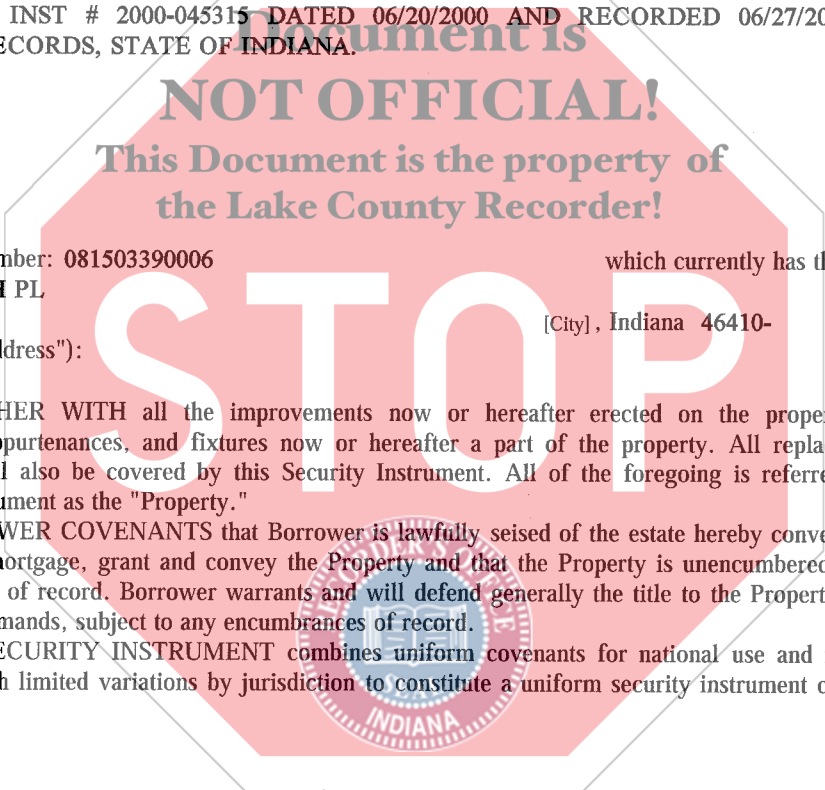 INST # 2000-045315 DATED 06/20/2000 AND RECORDED 06/27/20
ECORDS, STATE OF INDIANA.
Document is
NOT OFFICIAL!
This Document is the property of
the Lake County Recorder!
mber: 081503390006 which currently has th
H PL
[City] , Indiana 46410-
ddress"):
STOP
HER WITH all the improvements now or hereafter erected on the proper
ppurtenances, and fixtures now or hereafter a part of the property. All repla
l also be covered by this Security Instrument. All of the foregoing is referre
ument as the "Property."
WER COVENANTS that Borrower is lawfully seised of the estate hereby conve
ortgage, grant and convey the Property and that the Property is unencumbered
of record. Borrower warrants and will defend generally the title to the Propert
mands, subject to any encumbrances of record.
ECURITY INSTRUMENT combines uniform covenants for national use and
h limited variations by jurisdiction to constitute a uniform security instrument c
RECORDER'S OFFICE
SEAL
INDIANA